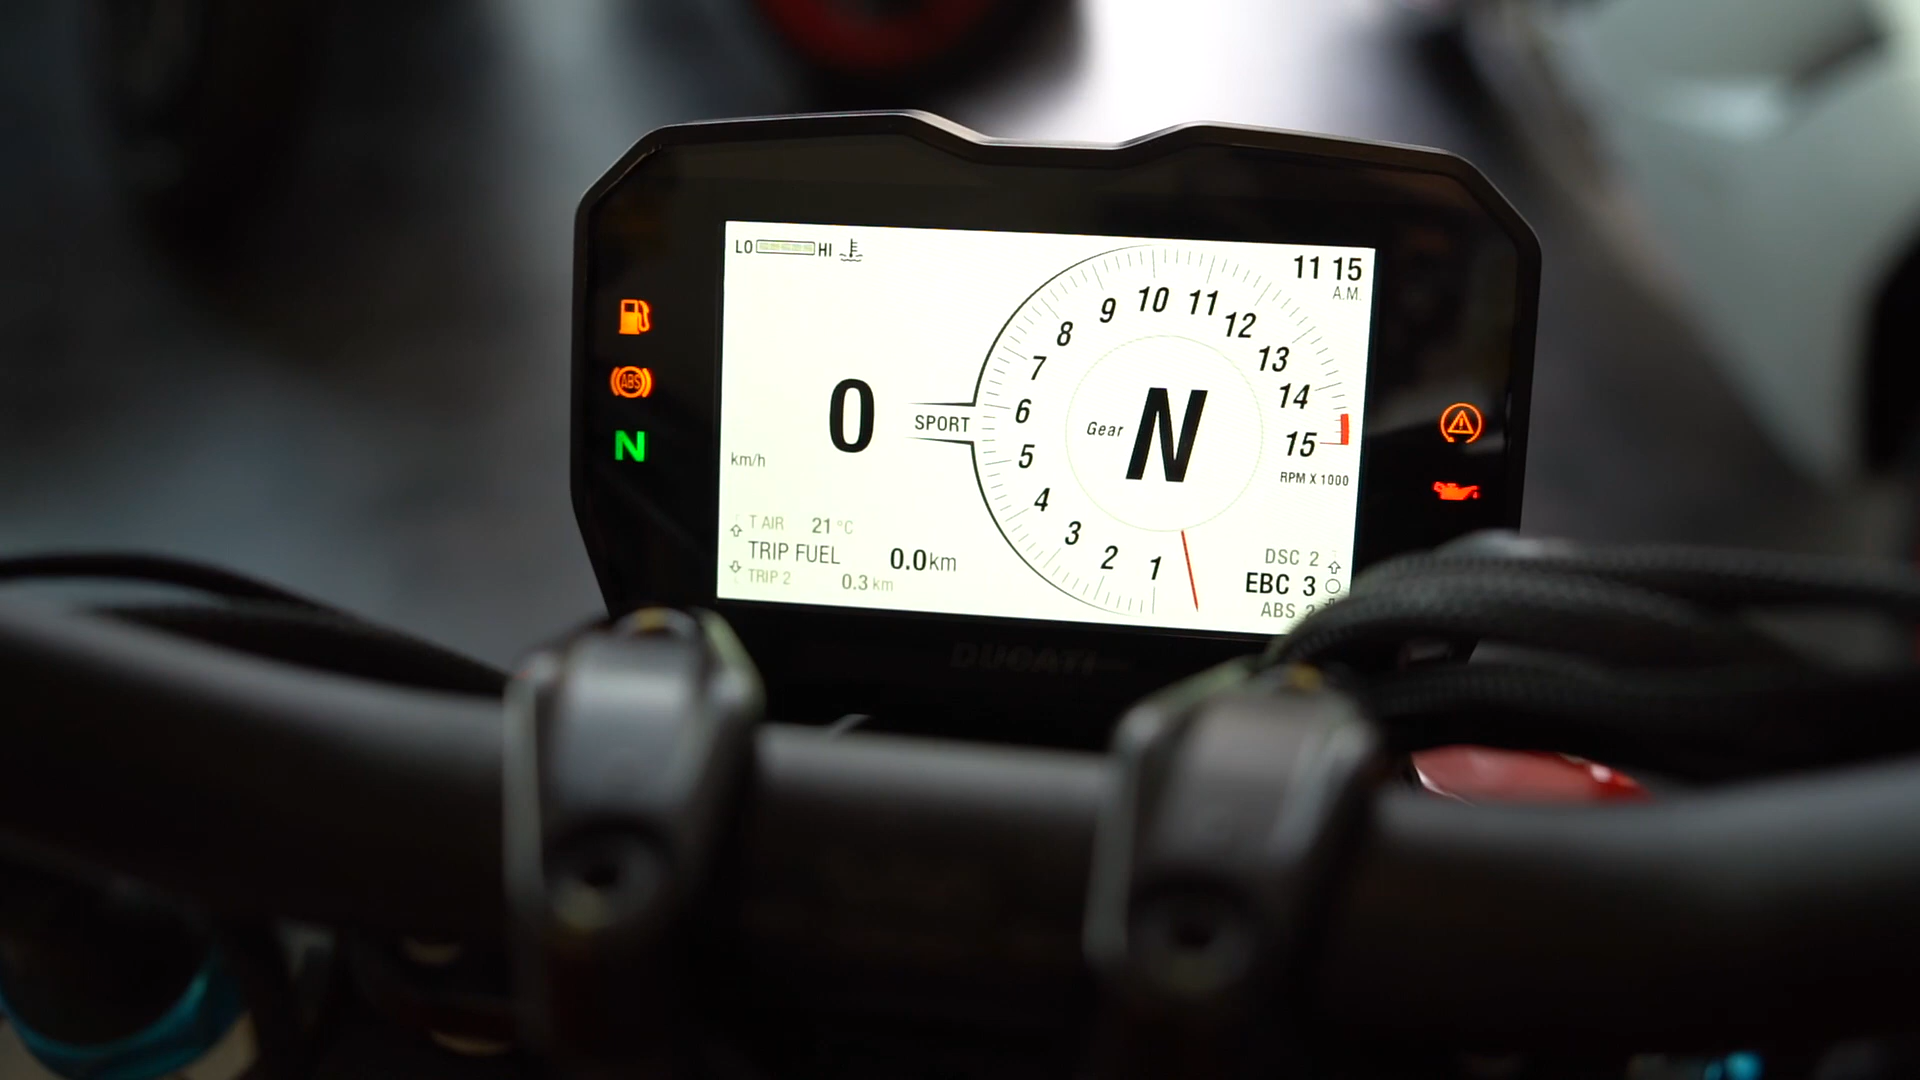 LO HI
11 15
A.M.
ABS
N
0
km/h
SPORT
1
2
3
4
5
6
7
8
9
10
11
12
13
14
15
RPM X 1000
Gear N
T AIR 21 °C
TRIP FUEL 0.0 km
TRIP 2 0.3 km
DSC 2
EBC 3
ABS 2
DUCATI